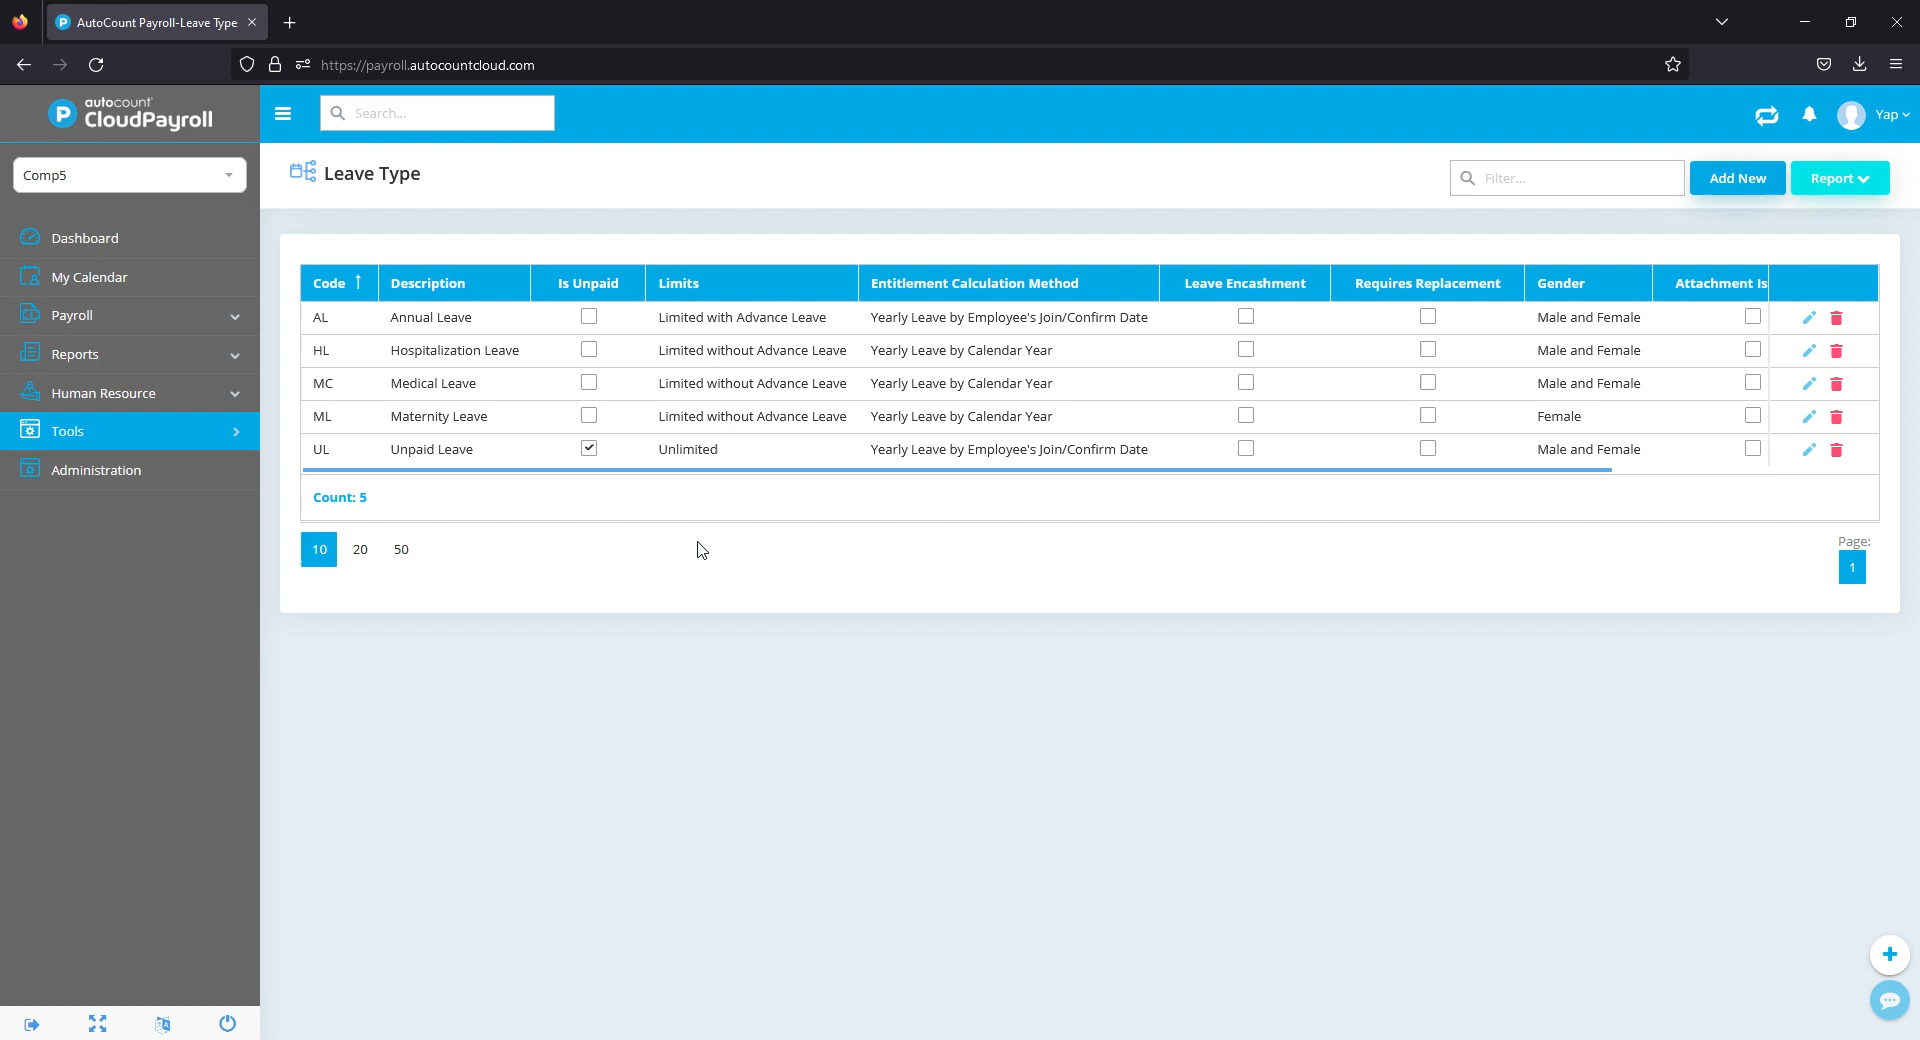 AutoCount Payroll-Leave Type
https://payroll.autocountcloud.com
autocount
CloudPayroll
Search...
Yap
Comp5
Leave Type
Filter...
Add New
Report
Dashboard
My Calendar
Payroll
Reports
Human Resource
Tools
Administration
Code Description Is Unpaid Limits Entitlement Calculation Method Leave Encashment Requires Replacement Gender Attachment Is
AL Annual Leave Limited with Advance Leave Yearly Leave by Employee's Join/Confirm Date Male and Female
HL Hospitalization Leave Limited without Advance Leave Yearly Leave by Calendar Year Male and Female
MC Medical Leave Limited without Advance Leave Yearly Leave by Calendar Year Male and Female
ML Maternity Leave Limited without Advance Leave Yearly Leave by Calendar Year Female
UL Unpaid Leave Unlimited Yearly Leave by Employee's Join/Confirm Date Male and Female
Count: 5
10 20 50
Page:
1